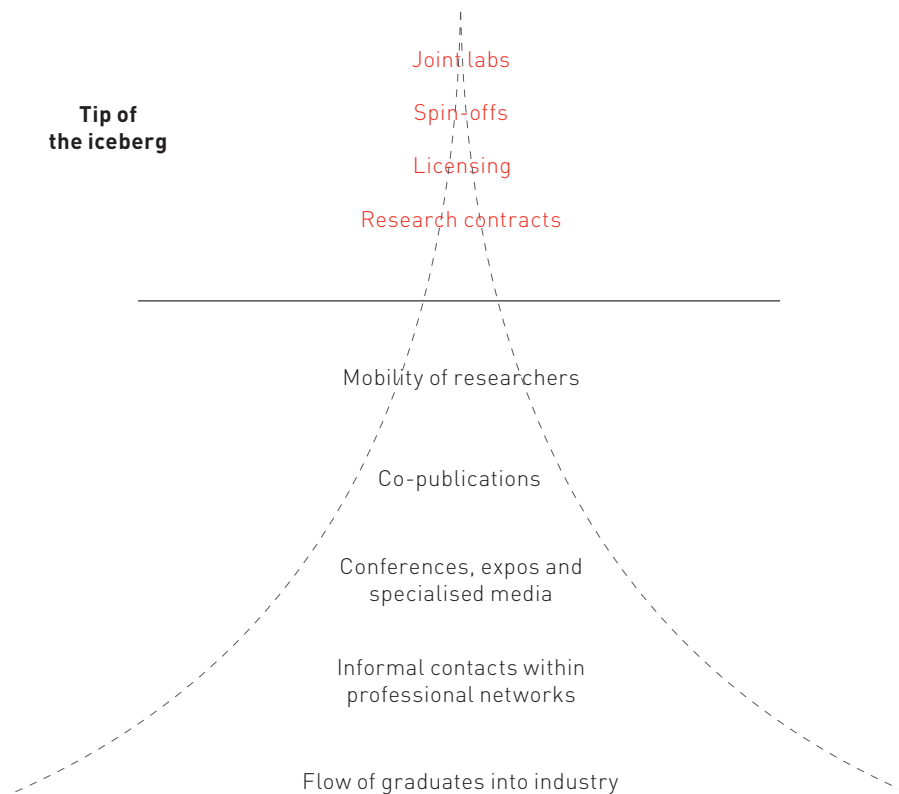 Joint labs
Tip of
the iceberg
Spin-offs
Licensing
Research contracts
Mobility of researchers
Co-publications
Conferences, expos and
specialised media
Informal contacts within
professional networks
Flow of graduates into industry